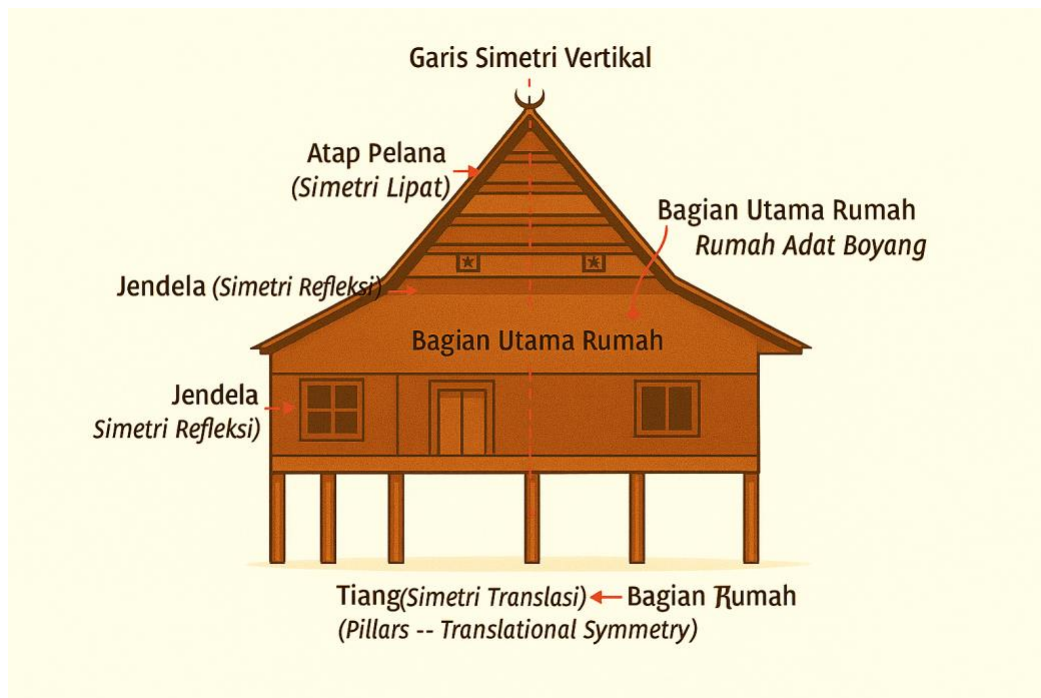 Garis Simetri Vertikal
Atap Pelana
(Simetri Lipat)
Bagian Utama Rumah
Rumah Adat Boyang
Jendela (Simetri Refleksi)
Bagian Utama Rumah
Jendela
Simetri Refleksi)
Tiang(Simetri Translasi) Bagian Rumah
(Pillars -- Translational Symmetry)